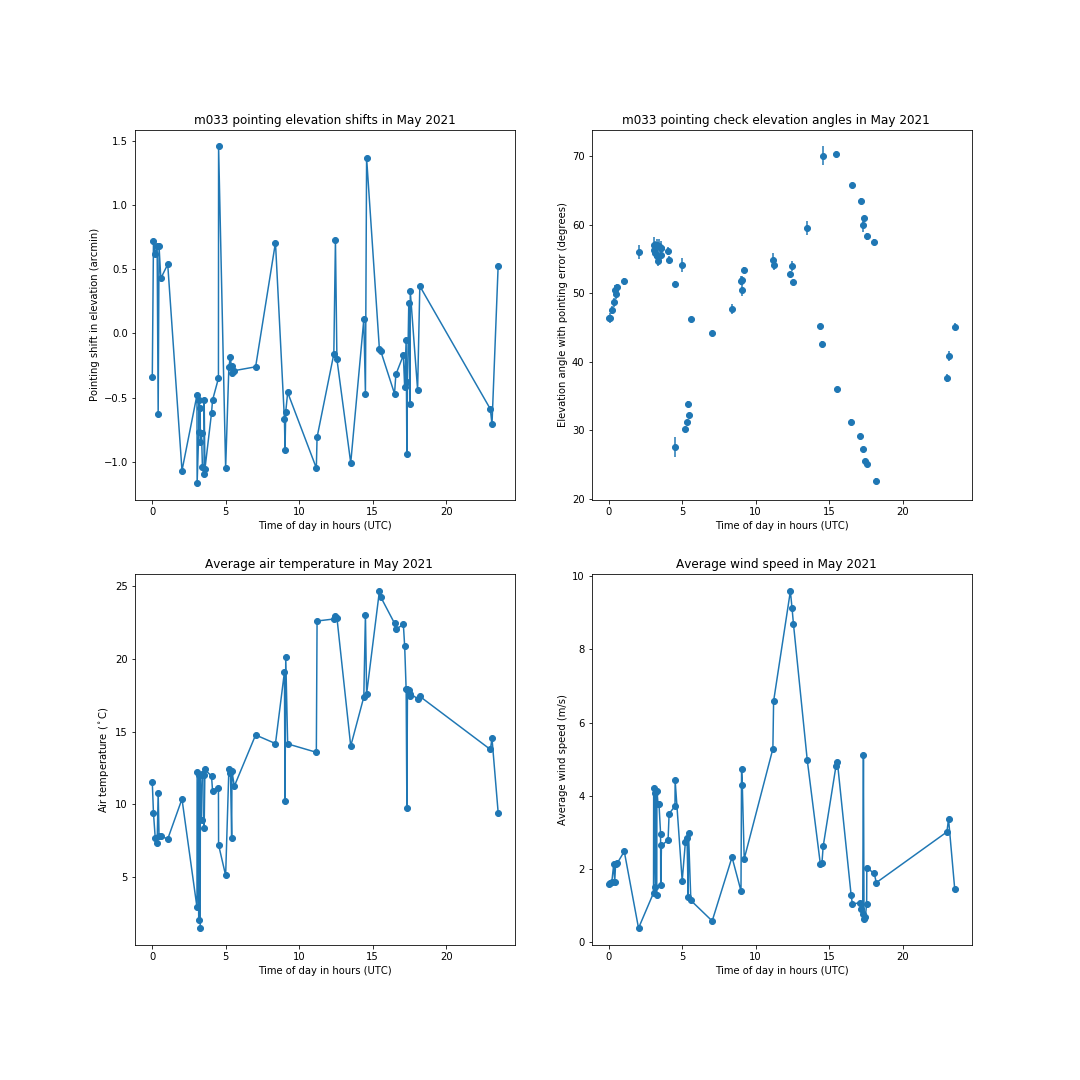 m033 pointing elevation shifts in May 2021
Pointing shift in elevation (arcmin)
1.5
1.0
0.5
0.0
−0.5
−1.0
0 5 10 15 20
Time of day in hours (UTC)
m033 pointing check elevation angles in May 2021
Elevation angle with pointing error (degrees)
70
60
50
40
30
20
0 5 10 15 20
Time of day in hours (UTC)
Average air temperature in May 2021
Air temperature (°C)
25
20
15
10
5
0 5 10 15 20
Time of day in hours (UTC)
Average wind speed in May 2021
Average wind speed (m/s)
10
8
6
4
2
0
0 5 10 15 20
Time of day in hours (UTC)